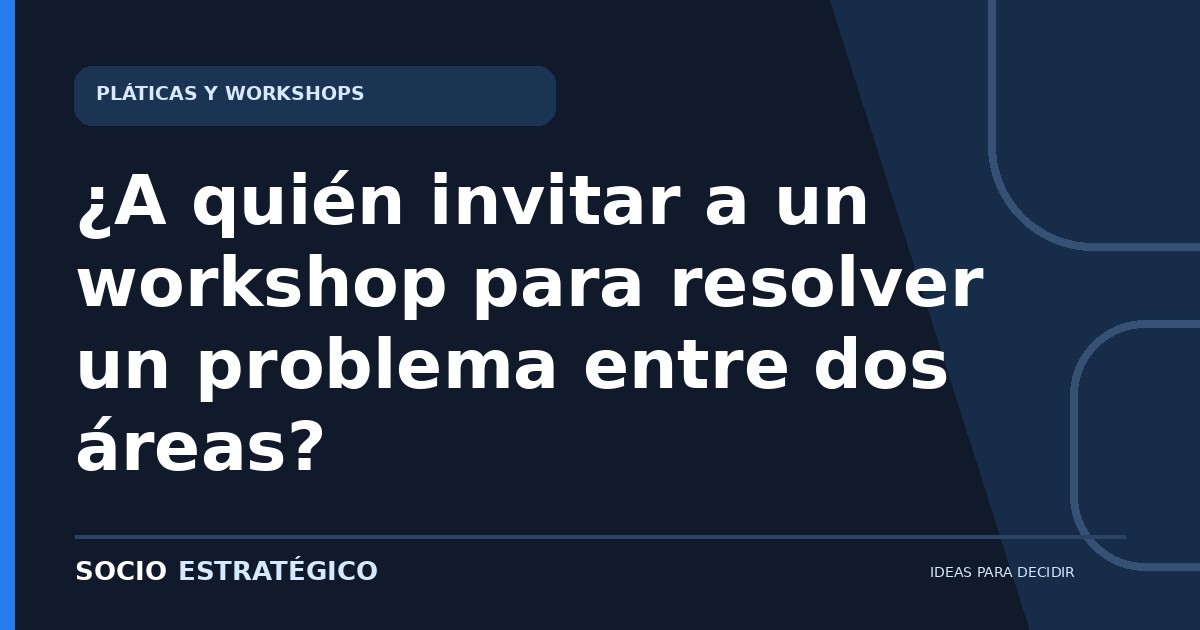 PLÁTICAS Y WORKSHOPS
¿A quién invitar a un
workshop para resolver
un problema entre dos
áreas?
SOCIO ESTRATÉGICO
IDEAS PARA DECIDIR